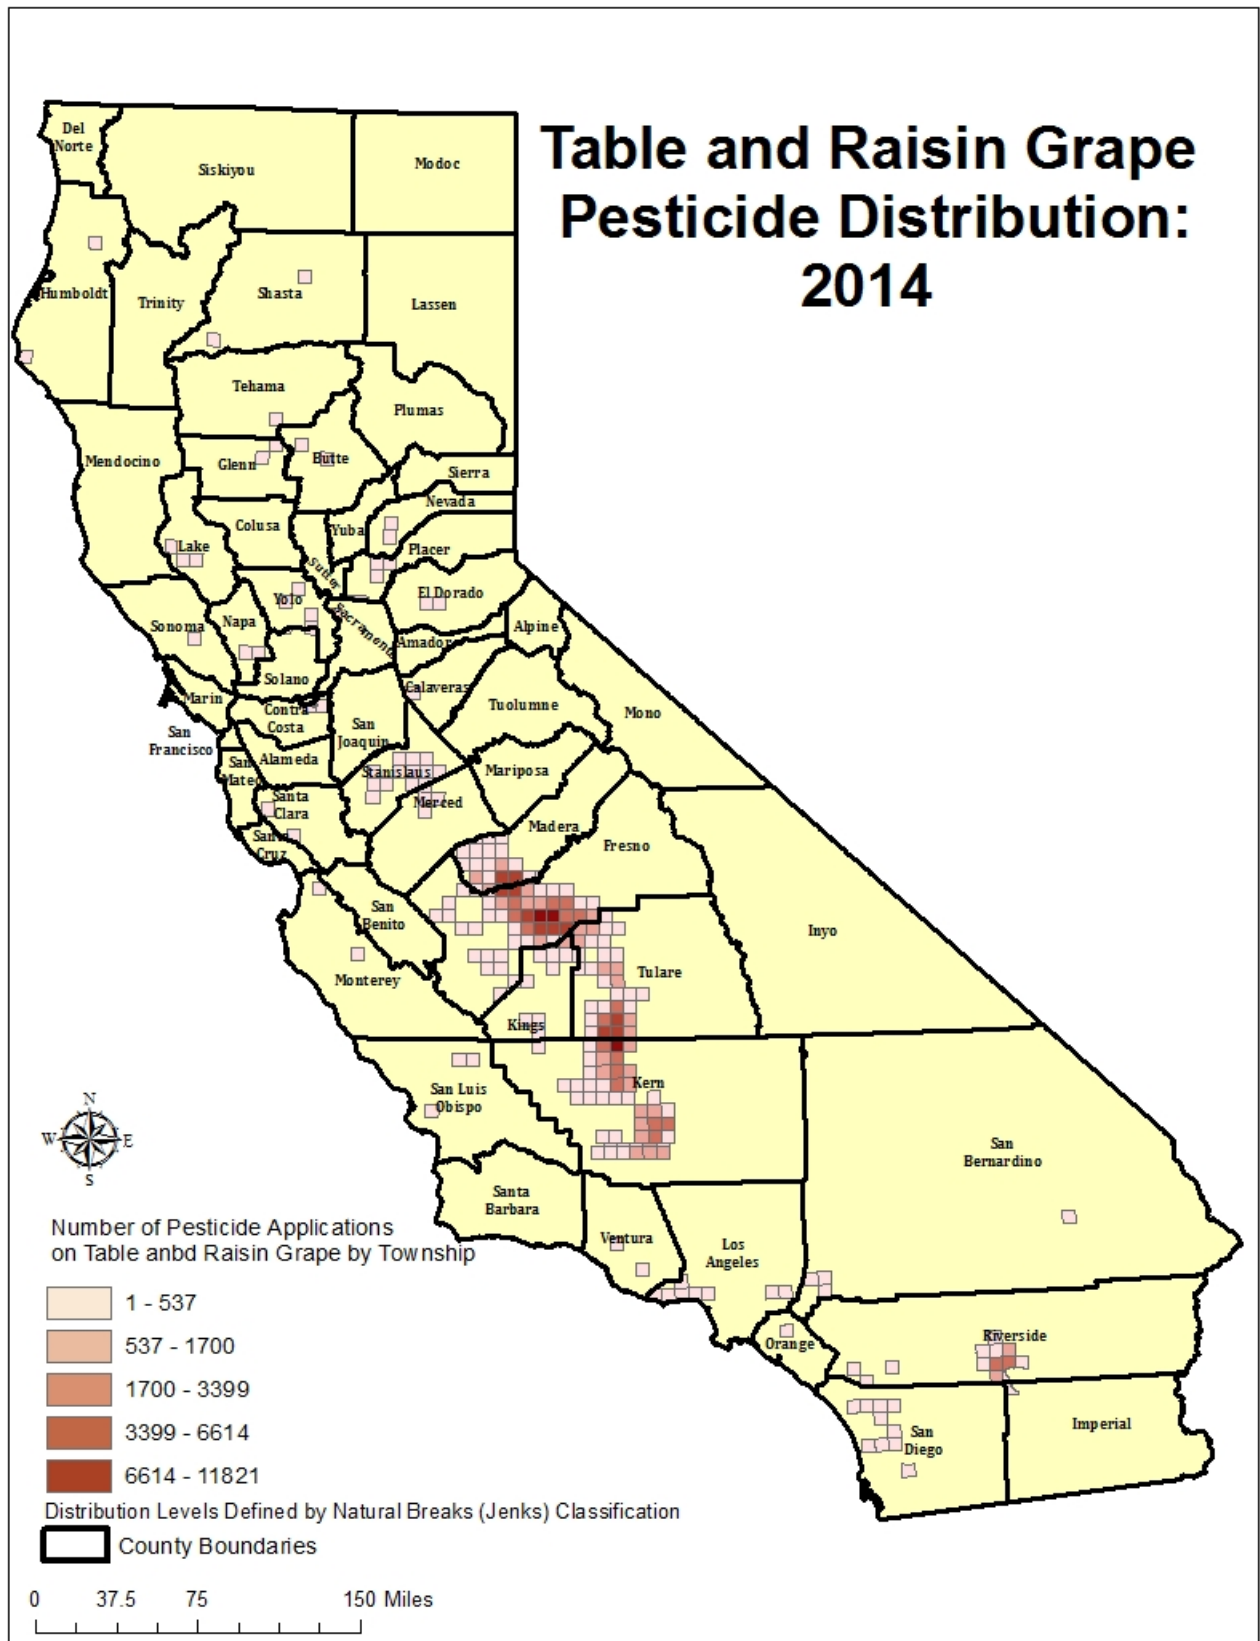 Table and Raisin Grape
Pesticide Distribution:
2014
Del
Norte
Siskiyou
Modoc
Humboldt
Trinity
Shasta
Lassen
Tehama
Plumas
Mendocino
Glenn
Butte
Sierra
Nevada
Colusa
Yuba
Lake
Placer
Sutter
Yolo
El Dorado
Sonoma
Napa
Sacramento
Amador
Alpine
Solano
Calaveras
Marin
Contra
Costa
Tuolumne
Mono
San
Francisco
San
Joaquin
Alameda
San
Mateo
Stanislaus
Mariposa
Santa
Clara
Merced
Santa
Cruz
Madera
Fresno
San
Benito
Inyo
Monterey
Tulare
Kings
San Luis
Obispo
Kern
N
W
E
S
San
Bernardino
Santa
Barbara
Ventura
Los
Angeles
Orange
Riverside
San
Diego
Imperial
Number of Pesticide Applications
on Table anbd Raisin Grape by Township
1 - 537
537 - 1700
1700 - 3399
3399 - 6614
6614 - 11821
Distribution Levels Defined by Natural Breaks (Jenks) Classification
County Boundaries
0 37.5 75 150 Miles